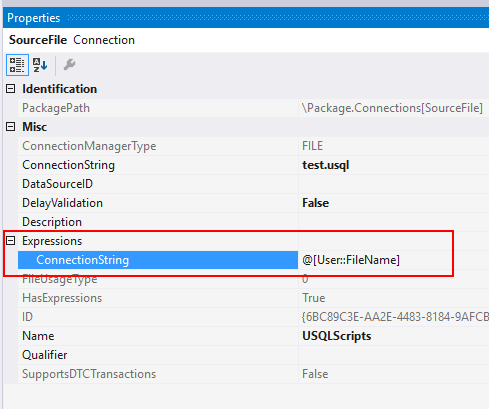 Properties
SourceFile Connection
Identification
PackagePath \Package.Connections[SourceFile]
Misc
ConnectionManagerType FILE
ConnectionString test.usql
DataSourceID
DelayValidation False
Description
Expressions
ConnectionString @[User::FileName]
FileUsageType 0
HasExpressions True
ID {6BC89C3E-AA2E-4483-8184-9AFCB
Name USQLScripts
Qualifier
SupportsDTCTransactions False